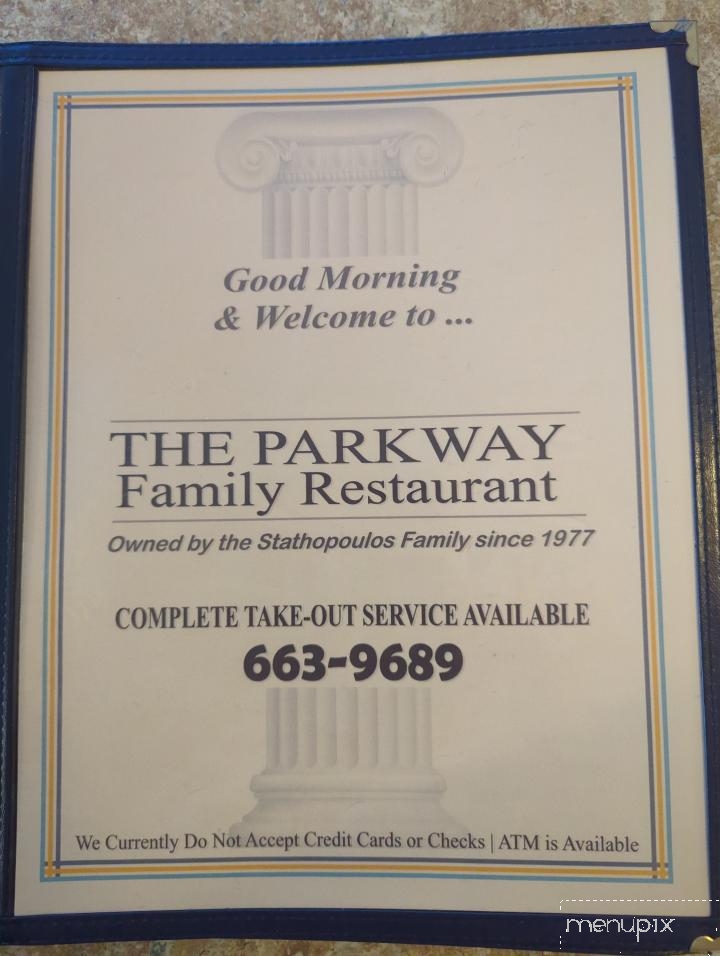 Good Morning
& Welcome to ...
THE PARKWAY
Family Restaurant
Owned by the Stathopoulos Family since 1977
COMPLETE TAKE-OUT SERVICE AVAILABLE
663-9689
We Currently Do Not Accept Credit Cards or Checks | ATM is Available
menupix